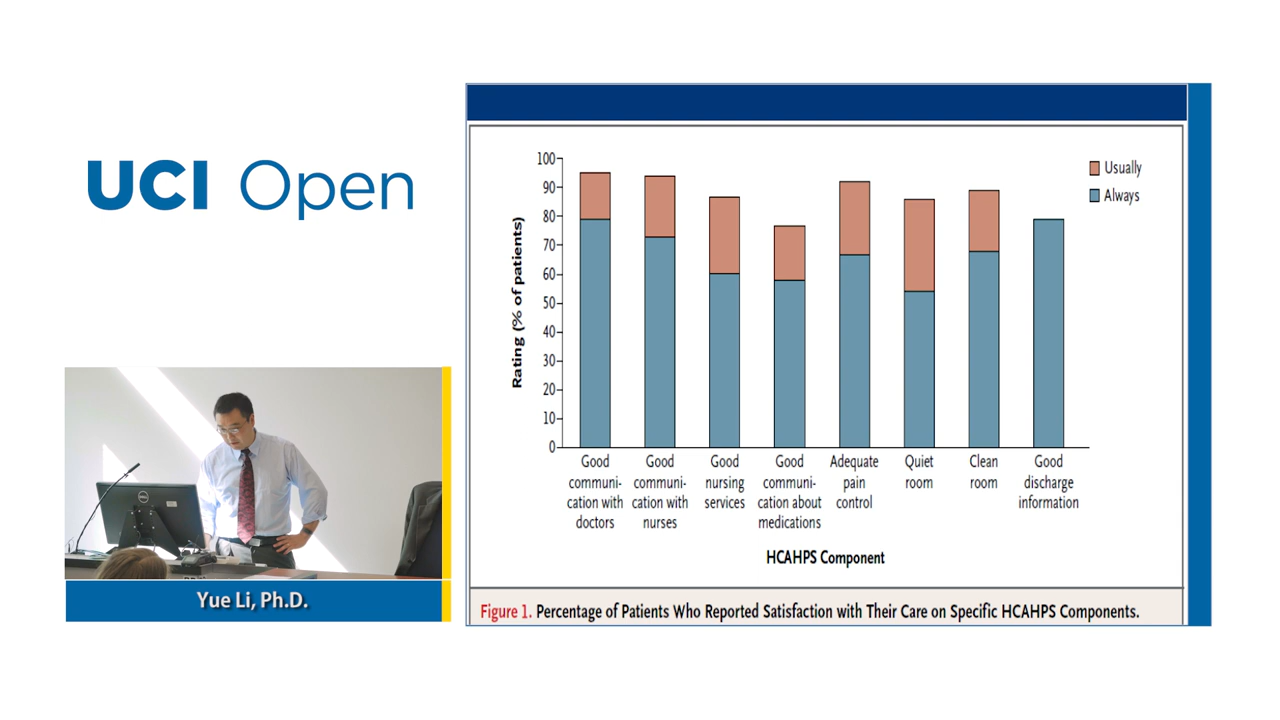 UCI Open
Yue Li, Ph.D.
Rating (% of patients)
100
90
80
70
60
50
40
30
20
10
0
Usually
Always
Good
communi-
cation with
doctors
Good
communi-
cation with
nurses
Good
nursing
services
Good
communi-
cation about
medications
Adequate
pain
control
Quiet
room
Clean
room
Good
discharge
information
HCAHPS Component
Figure 1. Percentage of Patients Who Reported Satisfaction with Their Care on Specific HCAHPS Components.
DELL